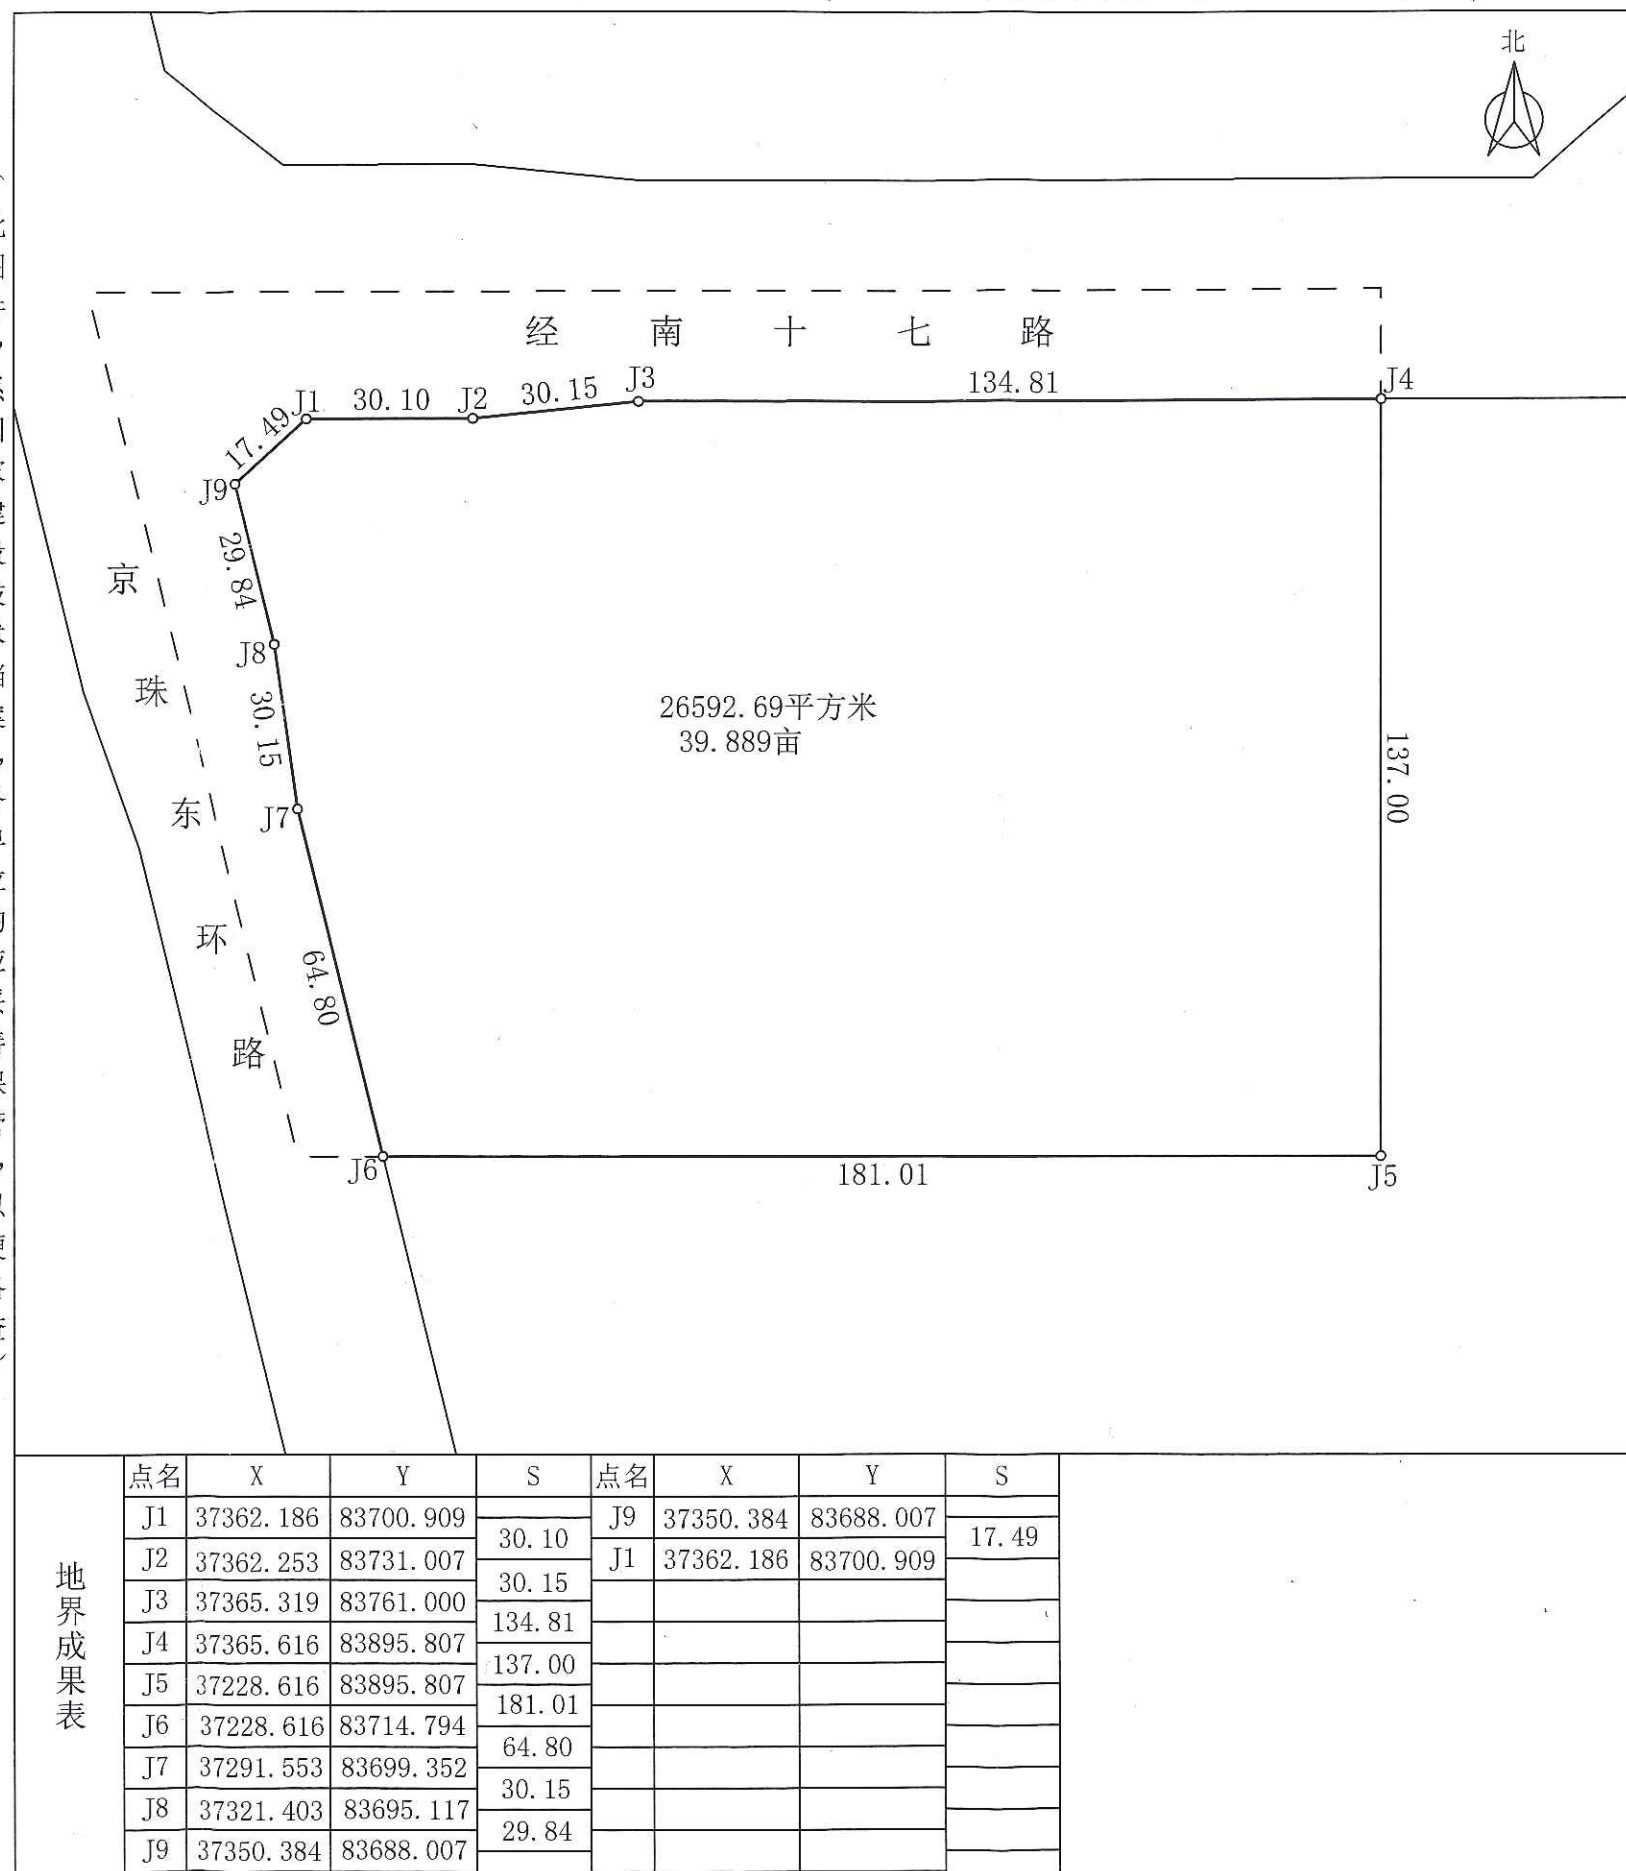 北
经南十七路
J1
30.10
J2
30.15
J3
134.81
J4
17.49
J9
29.84
J8
30.15
J7
64.80
J6
181.01
J5
137.00
京珠东环路
26592.69平方米
39.889亩
地界成果表
点名 X Y S 点名 X Y S
J1 37362.186 83700.909 J9 37350.384 83688.007
30.10 17.49
J2 37362.253 83731.007 J1 37362.186 83700.909
30.15
J3 37365.319 83761.000
134.81
J4 37365.616 83895.807
137.00
J5 37228.616 83895.807
181.01
J6 37228.616 83714.794
64.80
J7 37291.553 83699.352
30.15
J8 37321.403 83695.117
29.84
J9 37350.384 83688.007